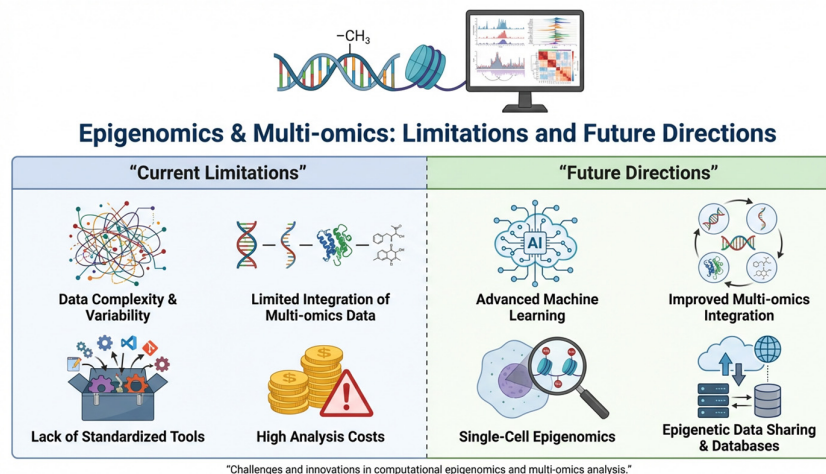 –CH₃
Epigenomics & Multi-omics: Limitations and Future Directions
“Current Limitations”
“Future Directions”
Data Complexity &
Variability
Limited Integration of
Multi-omics Data
AI
Advanced Machine
Learning
Improved Multi-omics
Integration
$
$
Lack of Standardized Tools
High Analysis Costs
Single-Cell Epigenomics
Epigenetic Data Sharing
& Databases
“Challenges and innovations in computational epigenomics and multi-omics analysis.”